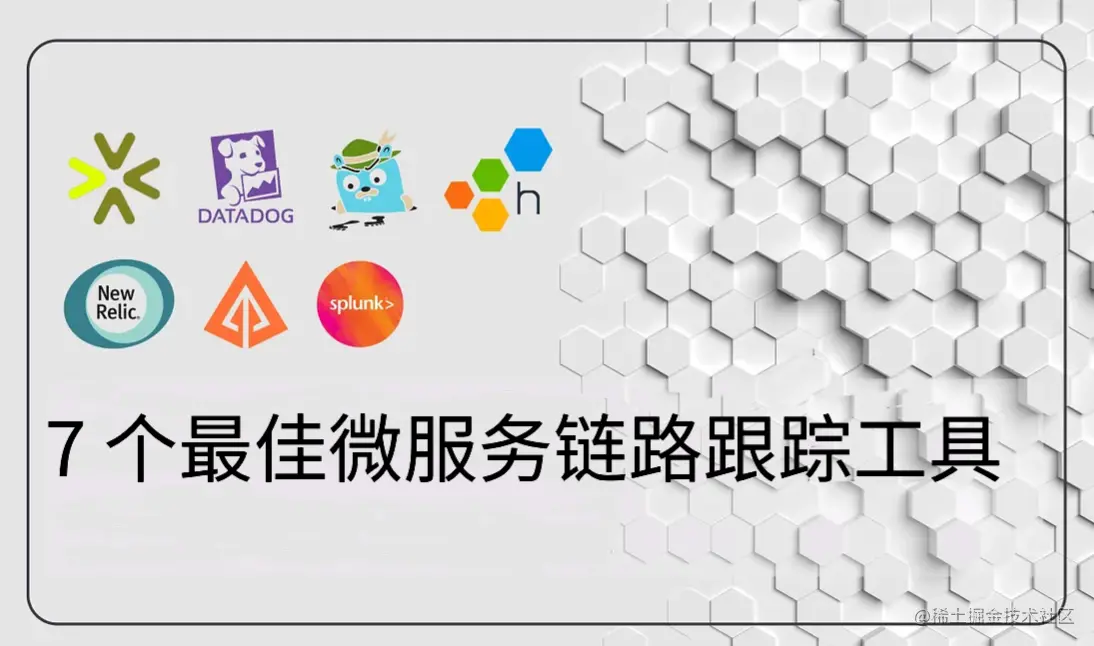 DATADOG
h
New
Relic.
splunk>
7 个最佳微服务链路跟踪工具
@稀土掘金技术社区